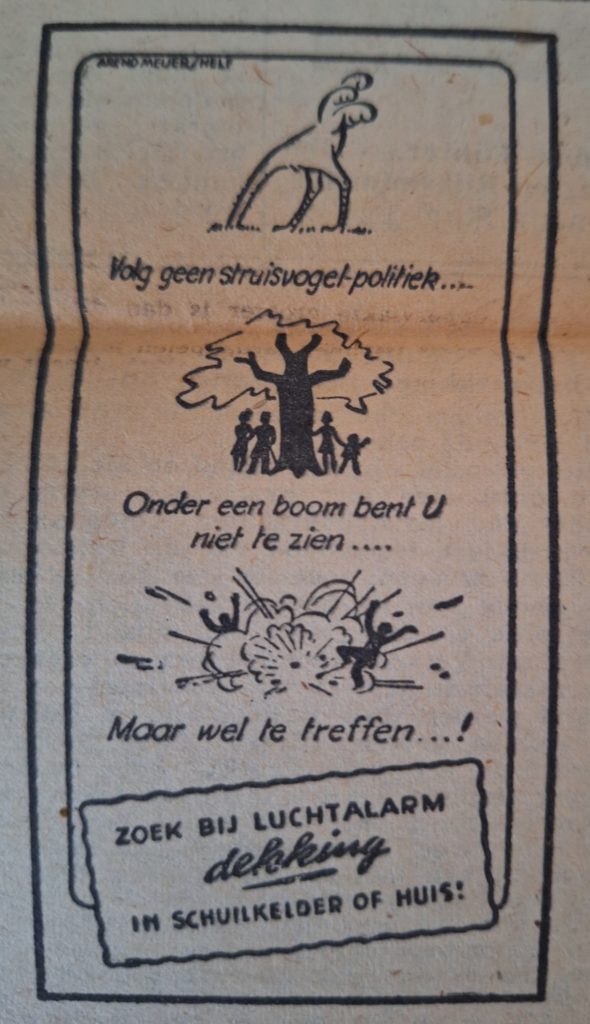 AREND MEIJER/HELF
Volg geen struisvogel-politiek....
Onder een boom bent U
niet te zien....
Maar wel te treffen...!
ZOEK BIJ LUCHTALARM
dekking
IN SCHUILKELDER OF HUIS!